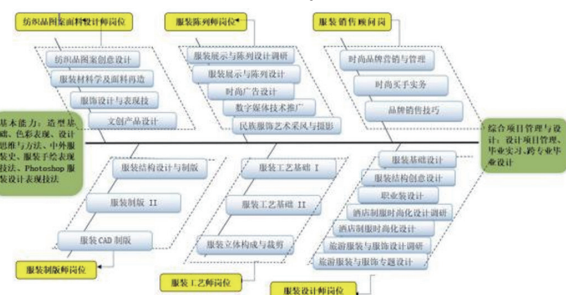 纺织品图案面料设计师岗位
服装陈列师岗位
服装销售顾问岗
纺织品图案创意设计
服装材料学及面料再造
服饰设计与表现技
文创产品设计
服装展示与陈列设计调研
服装展示与陈列设计
时尚广告设计
数字媒体技术推广
民族服饰艺术采风与摄影
时尚品牌营销与管理
时尚买手实务
品牌销售技巧
基本能力：造型基
础、色彩表现、设计
思维与方法、中外服
装史、服装手绘表现
技法、Photoshop 服
装设计表现技法
综合项目管理与设
计：设计项目管理、
毕业实习、跨专业毕
业设计
服装结构设计与制版
服装制版 II
服装 CAD 制版
服装工艺基础 I
服装工艺基础 II
服装立体构成与裁剪
服装基础设计
服装结构创意设计
职业装设计
酒店制服时尚化设计调研
酒店制服时尚化设计
旅游服装与服饰设计调研
旅游服装与服饰专题设计
服装制版师岗位
服装工艺师岗位
服装设计师岗位